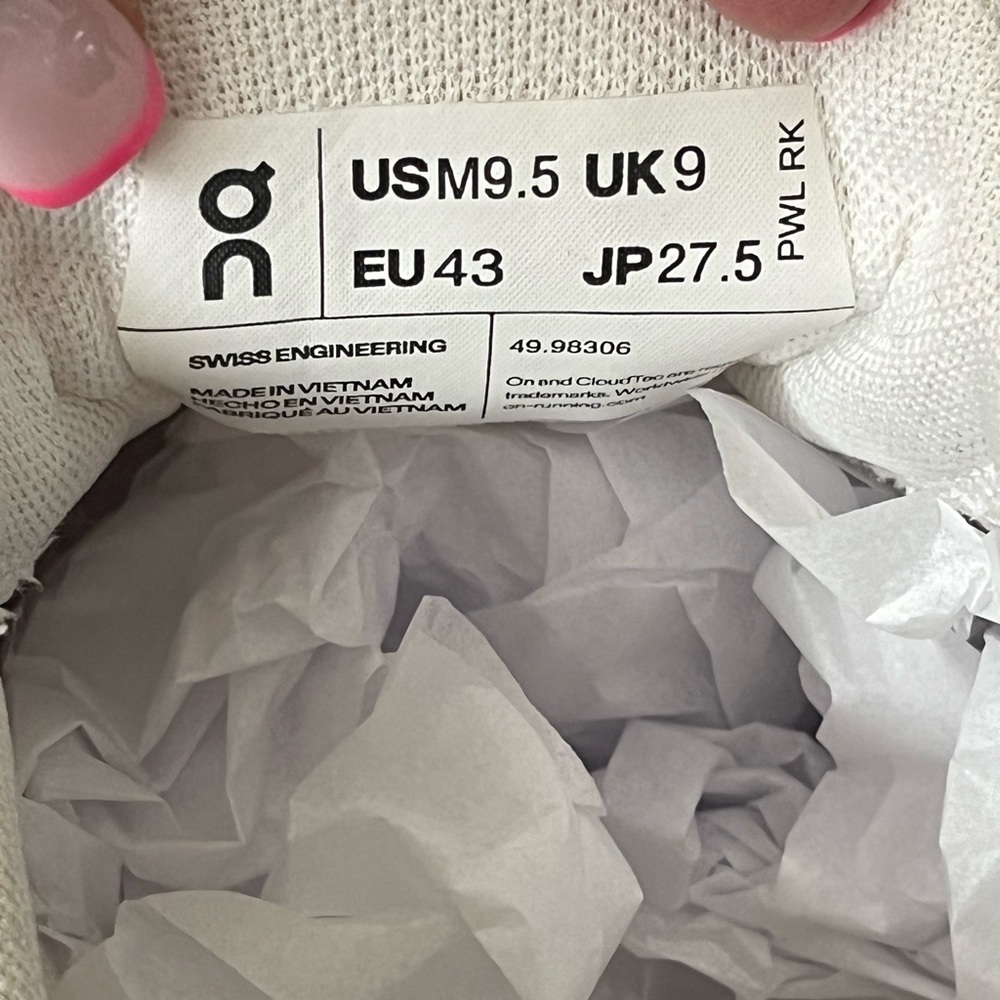 On
USM9.5 UK9
EU43 JP27.5
PWL RK
SWISS ENGINEERING
MADE IN VIETNAM
HECHO EN VIETNAM
FABRIQUÉ AU VIETNAM
49.98306
On and CloudTec are
trademarks.
on-running.com